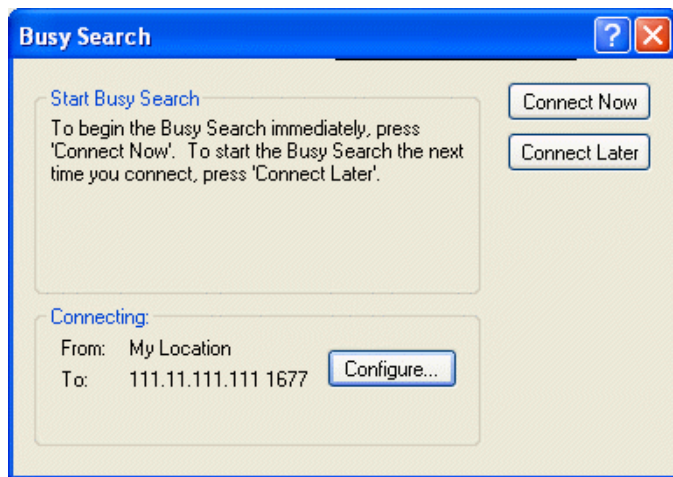 Busy Search
Start Busy Search
To begin the Busy Search immediately, press
'Connect Now'. To start the Busy Search the next
time you connect, press 'Connect Later'.
Connect Now
Connect Later
Connecting:
From: My Location
To: 111.11.111.111 1677
Configure...